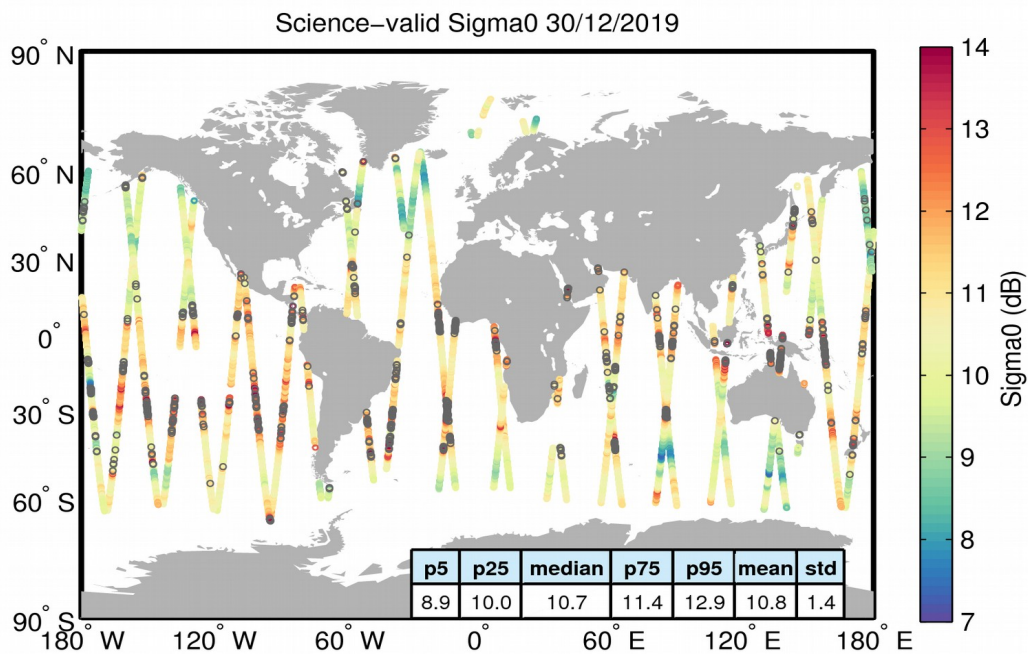 Science−valid Sigma0 30/12/2019
90° N
60° N
30° N
0°
30° S
60° S
90° S
180° W
120° W
60° W
0°
60° E
120° E
180° E
p5 p25 median p75 p95 mean std
8.9 10.0 10.7 11.4 12.9 10.8 1.4
14
13
12
11
10
9
8
7
Sigma0 (dB)